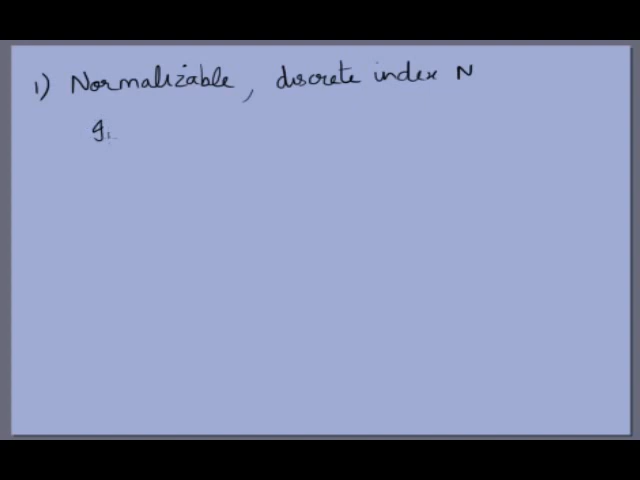 1) Normalizable, discrete index N
g